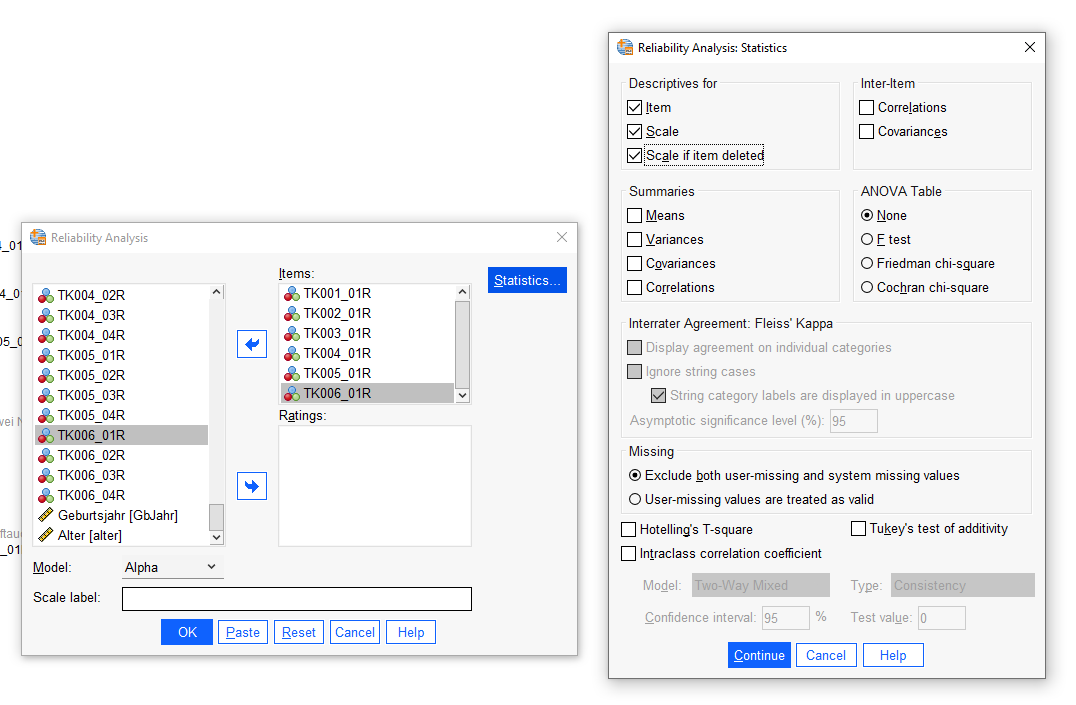 Reliability Analysis: Statistics
Descriptives for
Item
Scale
Scale if item deleted
Inter-Item
Correlations
Covariances
Summaries
Means
Variances
Covariances
Correlations
ANOVA Table
None
F test
Friedman chi-square
Cochran chi-square
Interrater Agreement: Fleiss' Kappa
Display agreement on individual categories
Ignore string cases
String category labels are displayed in uppercase
Asymptotic significance level (%): 95
Missing
Exclude both user-missing and system missing values
User-missing values are treated as valid
Hotelling's T-square
Tukey's test of additivity
Intraclass correlation coefficient
Model: Two-Way Mixed
Type: Consistency
Confidence interval: 95 %
Test value: 0
Continue
Cancel
Help
Reliability Analysis
TK004_02R
TK004_03R
TK004_04R
TK005_01R
TK005_02R
TK005_03R
TK005_04R
TK006_01R
TK006_02R
TK006_03R
TK006_04R
Geburtsjahr [GbJahr]
Alter [alter]
Items:
TK001_01R
TK002_01R
TK003_01R
TK004_01R
TK005_01R
TK006_01R
Statistics...
Ratings:
Model: Alpha
Scale label:
OK
Paste
Reset
Cancel
Help